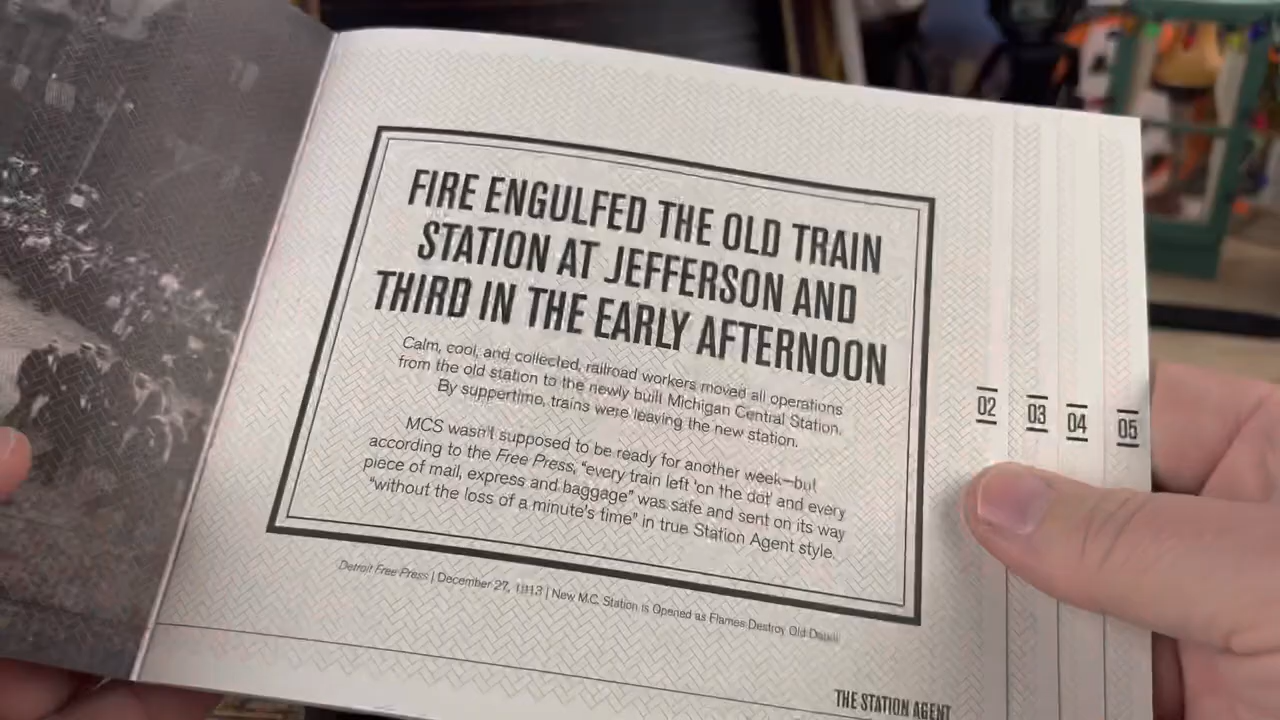 FIRE ENGULFED THE OLD TRAIN
STATION AT JEFFERSON AND
THIRD IN THE EARLY AFTERNOON
Calm, cool, and collected, railroad workers moved all operations
from the old station to the newly built Michigan Central Station.
By suppertime, trains were leaving the new station.
MCS wasn't supposed to be ready for another week—but
according to the Free Press, "every train left 'on the dot' and every
piece of mail, express and baggage" was safe and sent on its way
"without the loss of a minute's time" in true Station Agent style.
Detroit Free Press | December 27, 1913 | New M.C. Station is Opened as Flames Destroy Old
02
03
04
05
THE STATION AGENT